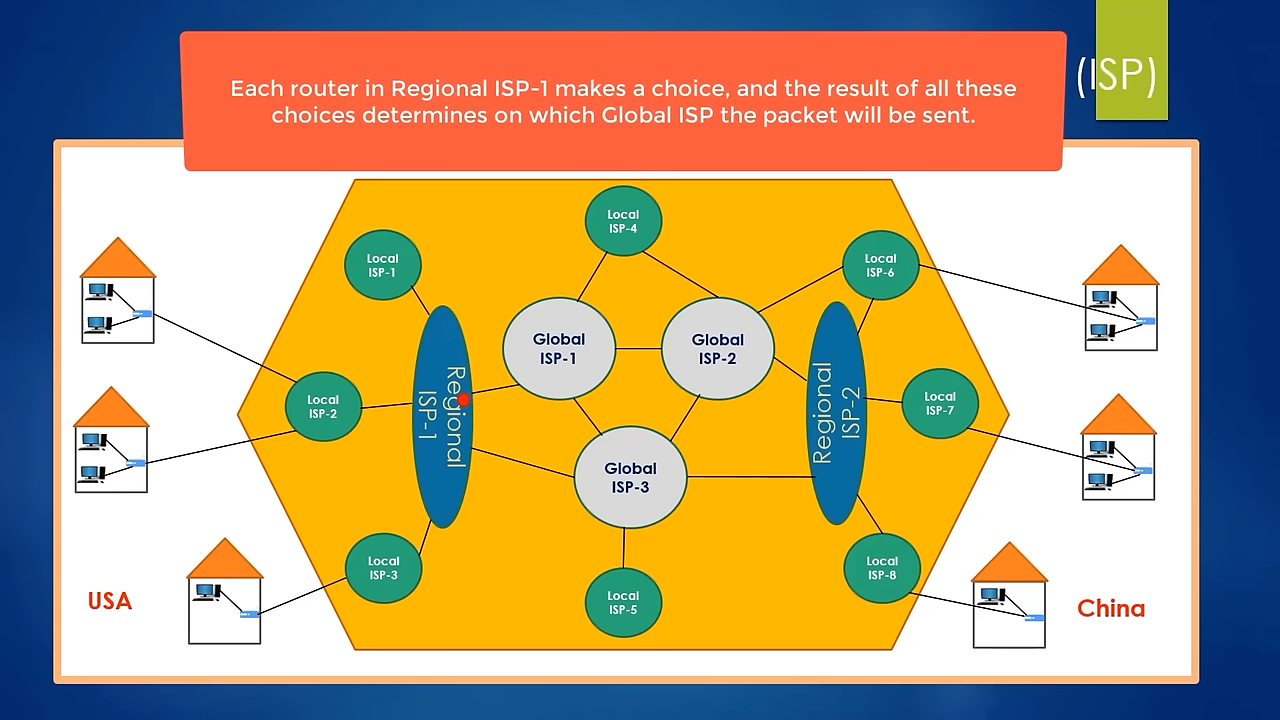 Each router in Regional ISP-1 makes a choice, and the result of all these
choices determines on which Global ISP the packet will be sent.
(ISP)
Local
ISP-4
Local
ISP-1
Local
ISP-6
Global
ISP-1
Global
ISP-2
Local
ISP-2
Regional
ISP-1
Regional
ISP-2
Local
ISP-7
Global
ISP-3
Local
ISP-3
Local
ISP-8
Local
ISP-5
USA
China